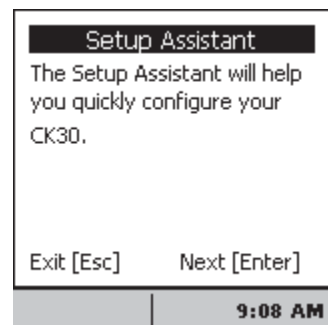 Setup Assistant
The Setup Assistant will help
you quickly configure your
CK30.
Exit [Esc] Next [Enter]
9:08 AM